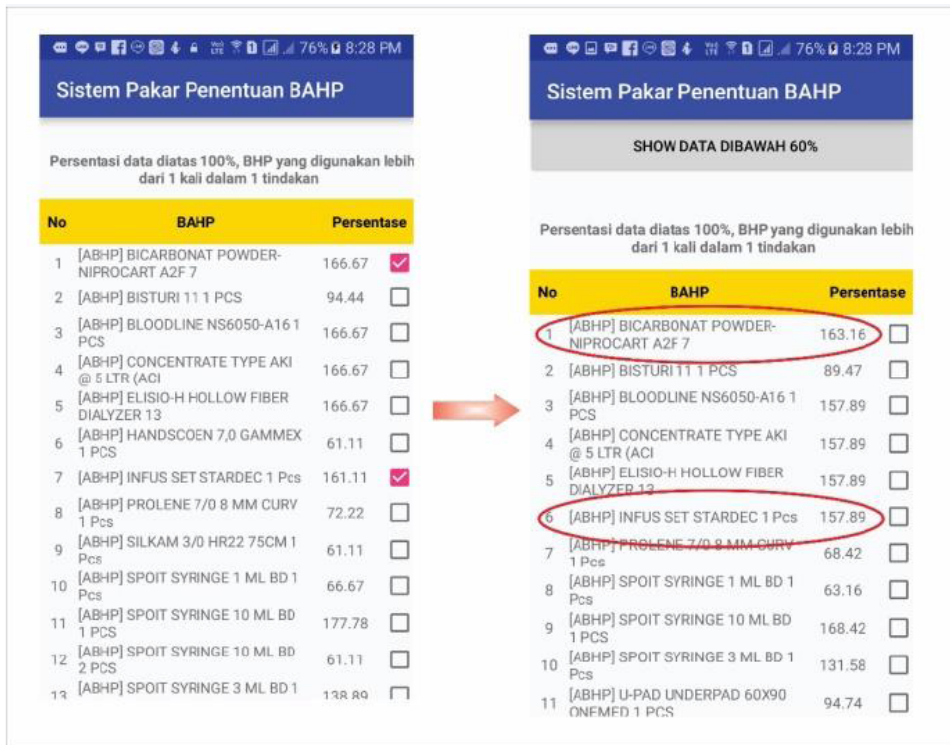 76% 8:28 PM
Sistem Pakar Penentuan BAHP
Persentasi data diatas 100%, BHP yang digunakan lebih
dari 1 kali dalam 1 tindakan
No BAHP Persentase
1 [ABHP] BICARBONAT POWDER- 166.67
NIPROCART A2F 7
2 [ABHP] BISTURI 11 1 PCS 94.44
3 [ABHP] BLOODLINE NS6050-A16 1 166.67
PCS
4 [ABHP] CONCENTRATE TYPE AKI 166.67
@ 5 LTR (ACI
5 [ABHP] ELISIO-H HOLLOW FIBER 166.67
DIALYZER 13
6 [ABHP] HANDSCOEN 7,0 GAMMEX 61.11
1 PCS
7 [ABHP] INFUS SET STARDEC 1 Pcs 161.11
8 [ABHP] PROLENE 7/0 8 MM CURV 72.22
1 Pcs
9 [ABHP] SILKAM 3/0 HR22 75CM 1 61.11
Pcs
10 [ABHP] SPOIT SYRINGE 1 ML BD 1 66.67
Pcs
11 [ABHP] SPOIT SYRINGE 10 ML BD 177.78
1 PCS
12 [ABHP] SPOIT SYRINGE 10 ML BD 61.11
2 PCS
13 [ABHP] SPOIT SYRINGE 3 ML BD 1 138.89
76% 8:28 PM
Sistem Pakar Penentuan BAHP
SHOW DATA DIBAWAH 60%
Persentasi data diatas 100%, BHP yang digunakan lebih
dari 1 kali dalam 1 tindakan
No BAHP Persentase
1 [ABHP] BICARBONAT POWDER- 163.16
NIPROCART A2F 7
2 [ABHP] BISTURI 11 1 PCS 89.47
3 [ABHP] BLOODLINE NS6050-A16 1 157.89
PCS
4 [ABHP] CONCENTRATE TYPE AKI 157.89
@ 5 LTR (ACI
5 [ABHP] ELISIO-H HOLLOW FIBER 157.89
DIALYZER 13
6 [ABHP] INFUS SET STARDEC 1 Pcs 157.89
7 [ABHP] PROLENE 7/0 8 MM CURV 68.42
1 Pcs
8 [ABHP] SPOIT SYRINGE 1 ML BD 1 63.16
Pcs
9 [ABHP] SPOIT SYRINGE 10 ML BD 168.42
1 PCS
10 [ABHP] SPOIT SYRINGE 3 ML BD 1 131.58
Pcs
11 [ABHP] U-PAD UNDERPAD 60X90 94.74
ONEMED 1 PCS